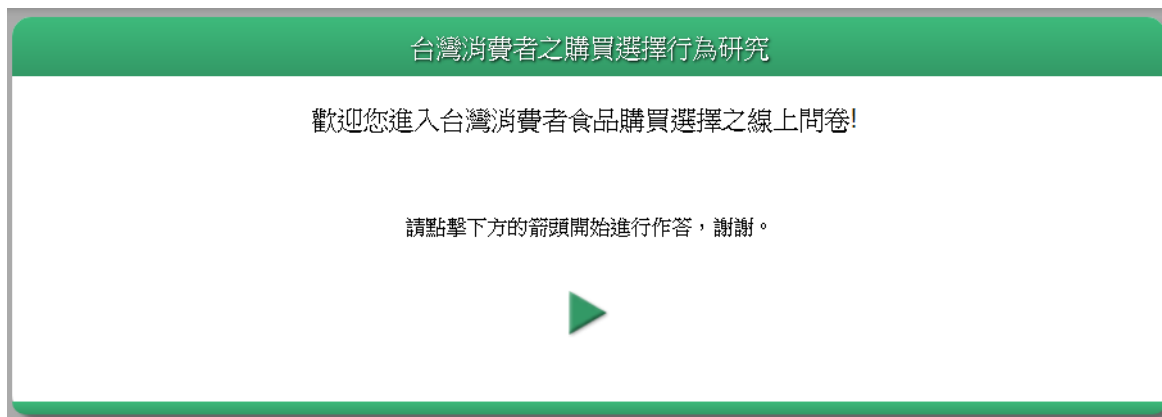 台灣消費者之購買選擇行為研究
歡迎您進入台灣消費者食品購買選擇之線上問卷!
請點擊下方的箭頭開始進行作答，謝謝。